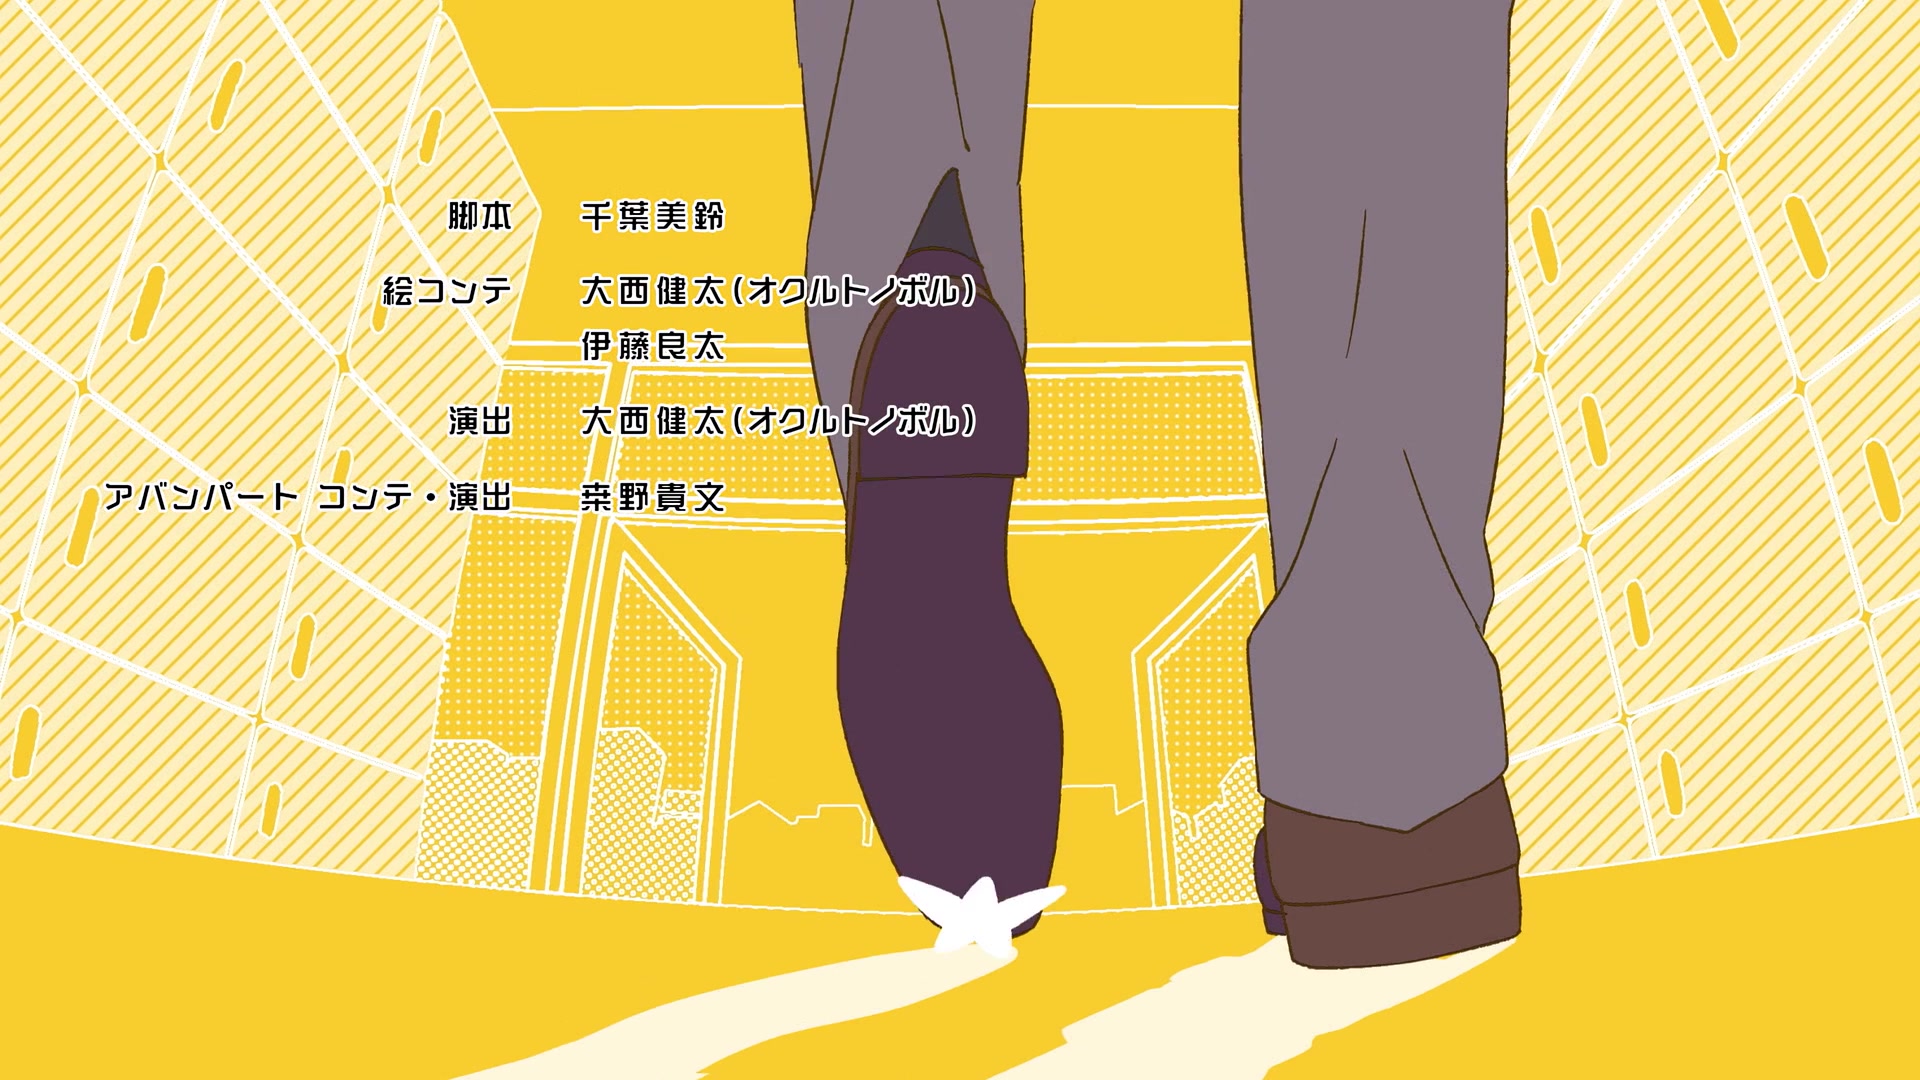 脚本 千葉美鈴
絵コンテ 大西健太(オクルトノボル)
伊藤良太
演出 大西健太(オクルトノボル)
アバンパート コンテ・演出 桒野貴文